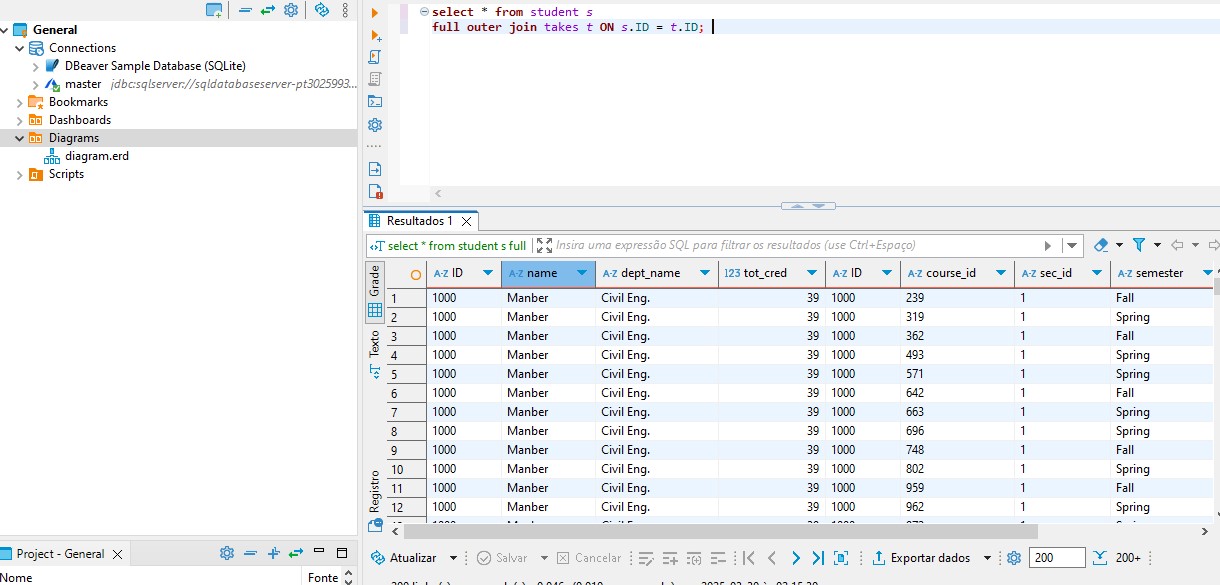 General
Connections
DBeaver Sample Database (SQLite)
master jdbc:sqlserver://sqldatabaseserver-pt3025993...
Bookmarks
Dashboards
Diagrams
diagram.erd
Scripts
Project - General
Nome Fonte
select * from student s
full outer join takes t ON s.ID = t.ID;
Resultados 1
select * from student s full Insira uma expressão SQL para filtrar os resultados (use Ctrl+Espaço)
Grade
Texto
Registro
A-Z ID A-Z name A-Z dept_name 123 tot_cred A-Z ID A-Z course_id A-Z sec_id A-Z semester
1 1000 Manber Civil Eng. 39 1000 239 1 Fall
2 1000 Manber Civil Eng. 39 1000 319 1 Spring
3 1000 Manber Civil Eng. 39 1000 362 1 Fall
4 1000 Manber Civil Eng. 39 1000 493 1 Spring
5 1000 Manber Civil Eng. 39 1000 571 1 Spring
6 1000 Manber Civil Eng. 39 1000 642 1 Fall
7 1000 Manber Civil Eng. 39 1000 663 1 Spring
8 1000 Manber Civil Eng. 39 1000 696 1 Spring
9 1000 Manber Civil Eng. 39 1000 748 1 Fall
10 1000 Manber Civil Eng. 39 1000 802 1 Spring
11 1000 Manber Civil Eng. 39 1000 959 1 Fall
12 1000 Manber Civil Eng. 39 1000 962 1 Spring
Atualizar Salvar Cancelar Exportar dados 200 200+